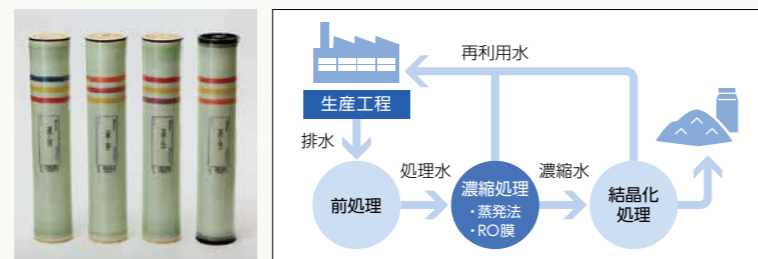 再利用水
生産工程
排水
処理水
濃縮水
前処理
濃縮処理
・蒸発法
・RO膜
結晶化
処理